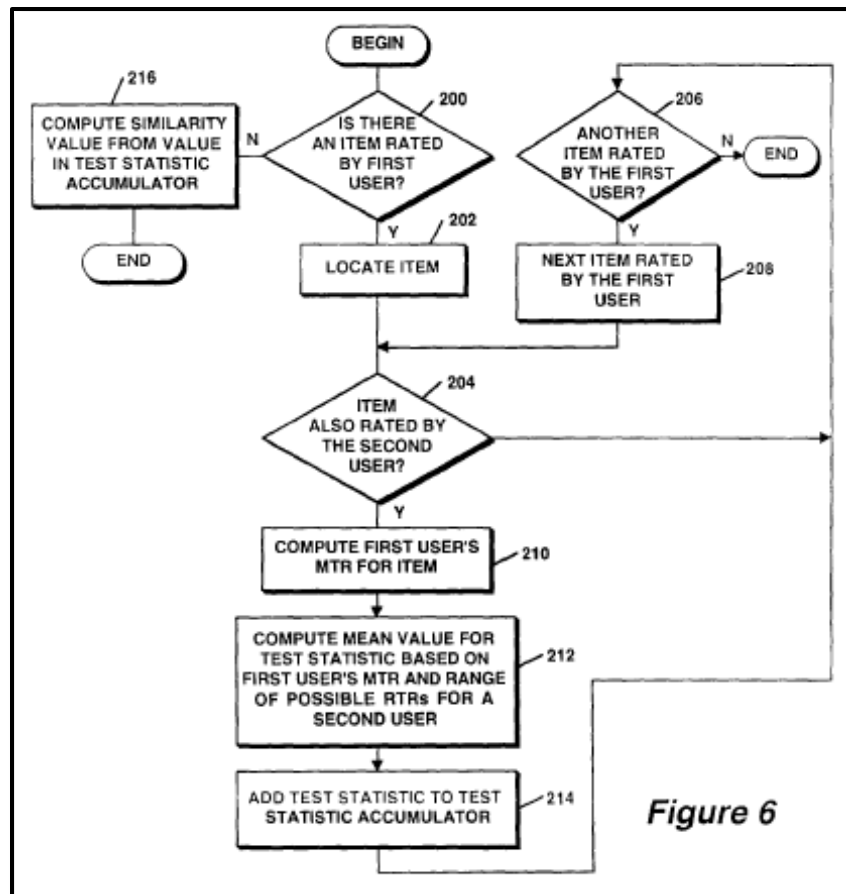 BEGIN
216
200
206
COMPUTE SIMILARITY
VALUE FROM VALUE
IN TEST STATISTIC
ACCUMULATOR
N
IS THERE
AN ITEM RATED
BY FIRST
USER?
ANOTHER
ITEM RATED
BY THE FIRST
USER?
N
END
Y
202
Y
END
LOCATE ITEM
NEXT ITEM RATED
BY THE FIRST
USER
208
204
ITEM
ALSO RATED BY
THE SECOND
USER?
Y
COMPUTE FIRST USER'S
MTR FOR ITEM
210
COMPUTE MEAN VALUE FOR
TEST STATISTIC BASED ON
FIRST USER'S MTR AND RANGE
OF POSSIBLE RTRs FOR A
SECOND USER
212
ADD TEST STATISTIC TO TEST
STATISTIC ACCUMULATOR
214
Figure 6